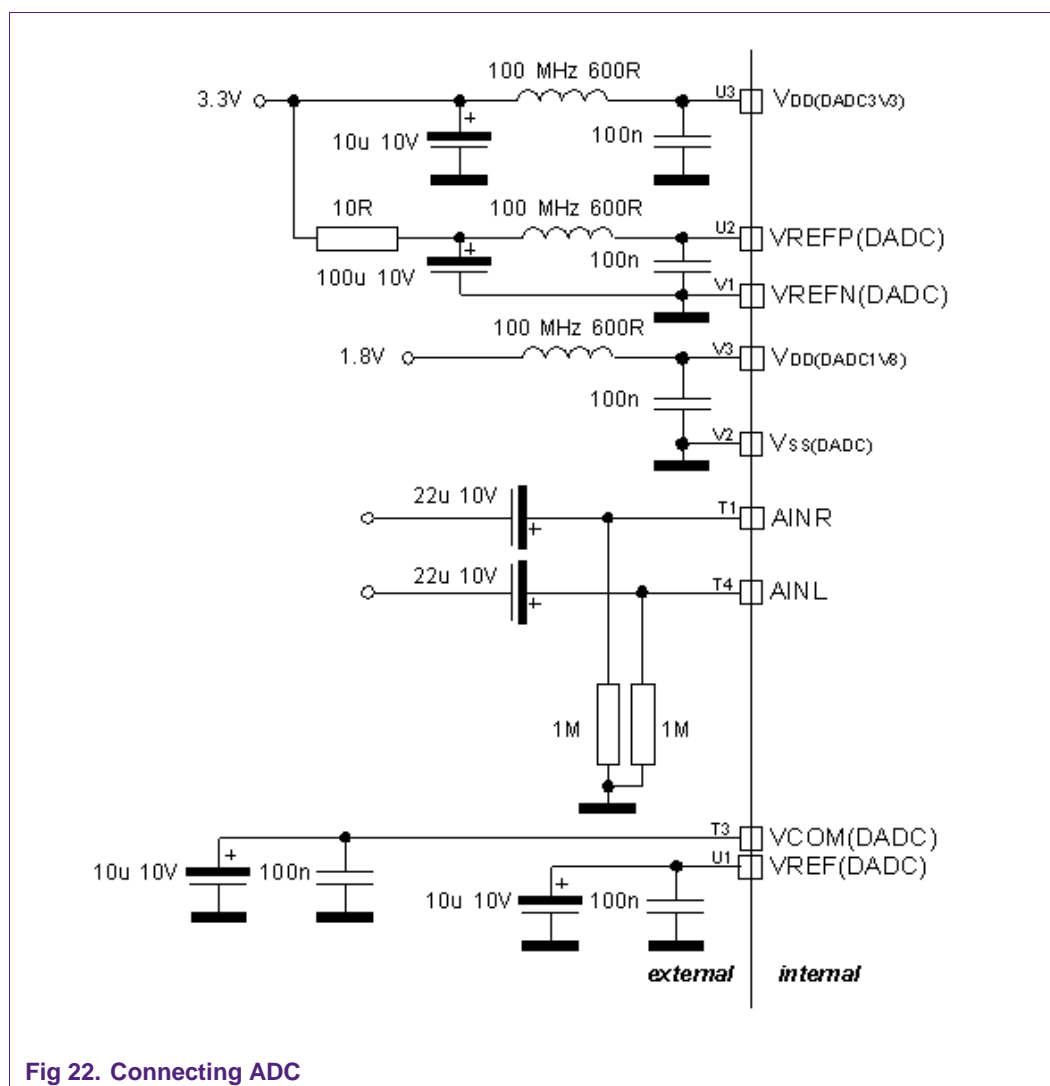 100 MHz 600R
3.3V
U3
VDD(DADC3V3)
10u 10V
100n
10R
100 MHz 600R
U2
VREFP(DADC)
100u 10V
100n
V1
VREFN(DADC)
100 MHz 600R
1.8V
V3
VDD(DADC1V8)
100n
V2
VSS(DADC)
22u 10V
T1
AINR
22u 10V
T4
AINL
1M
1M
T3
VCOM(DADC)
10u 10V
100n
U1
VREF(DADC)
10u 10V
100n
external
internal
Fig 22. Connecting ADC